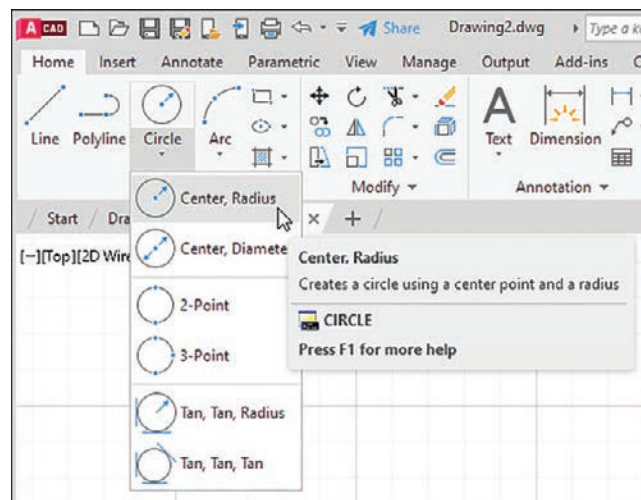 A CAD Share Drawing2.dwg Type a k
Home Insert Annotate Parametric View Manage Output Add-ins C
Line Polyline Circle Arc Text Dimension
Modify Annotation
Start Dra
[−][Top][2D Wire
Center, Radius
Center, Diamete
2-Point
3-Point
Tan, Tan, Radius
Tan, Tan, Tan
Center, Radius
Creates a circle using a center point and a radius
CIRCLE
Press F1 for more help